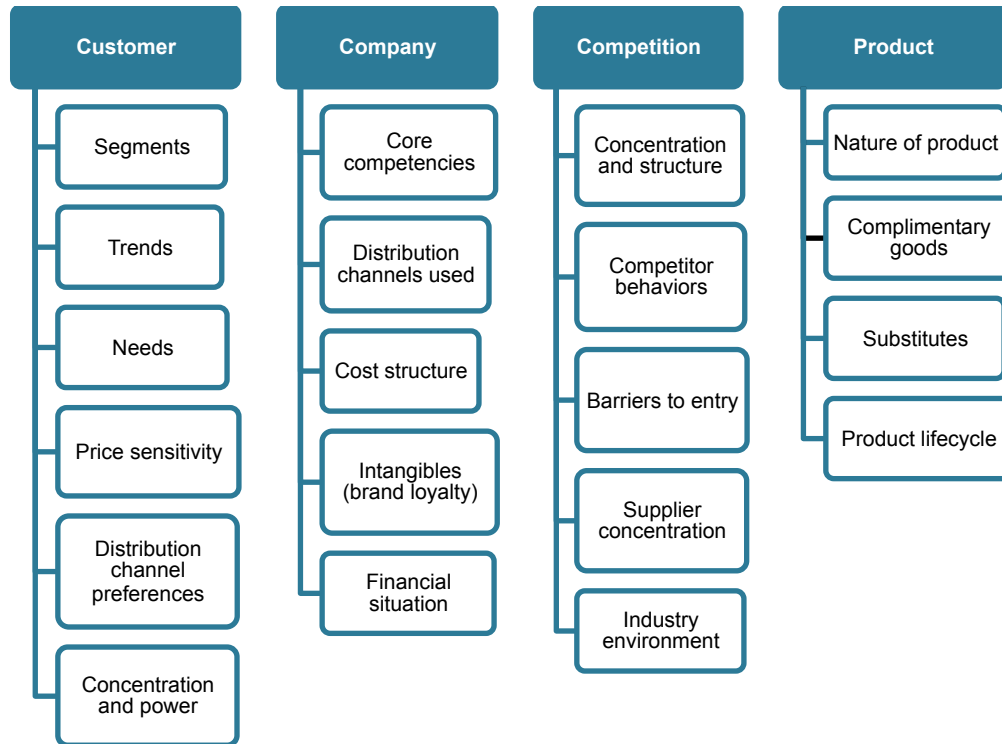 Customer
Segments
Trends
Needs
Price sensitivity
Distribution
channel
preferences
Concentration
and power
Company
Core
competencies
Distribution
channels used
Cost structure
Intangibles
(brand loyalty)
Financial
situation
Competition
Concentration
and structure
Competitor
behaviors
Barriers to entry
Supplier
concentration
Industry
environment
Product
Nature of product
Complimentary
goods
Substitutes
Product lifecycle